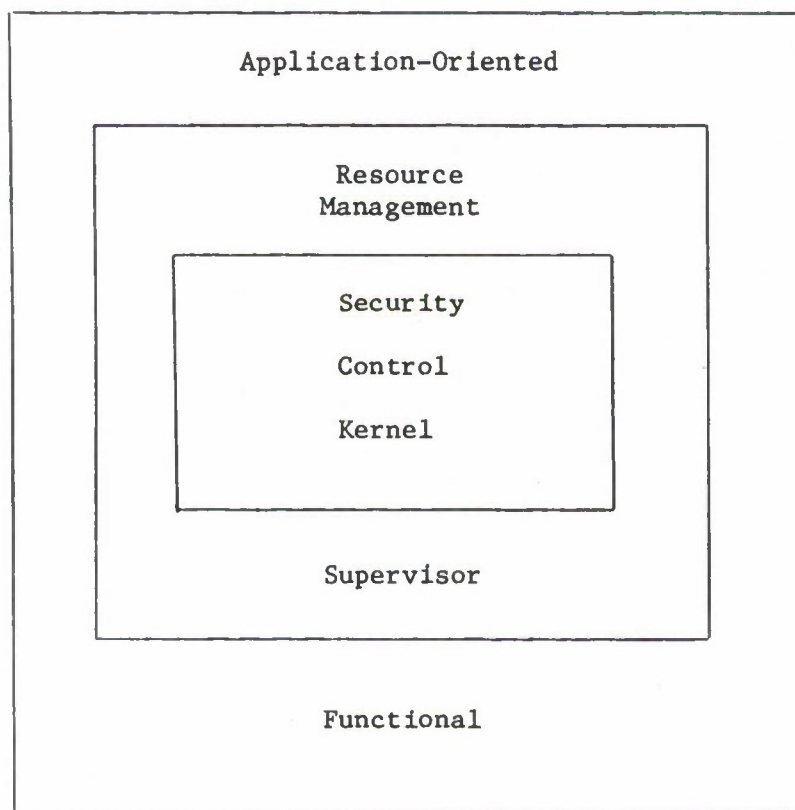 Application-Oriented
Resource
Management
Security
Control
Kernel
Supervisor
Functional